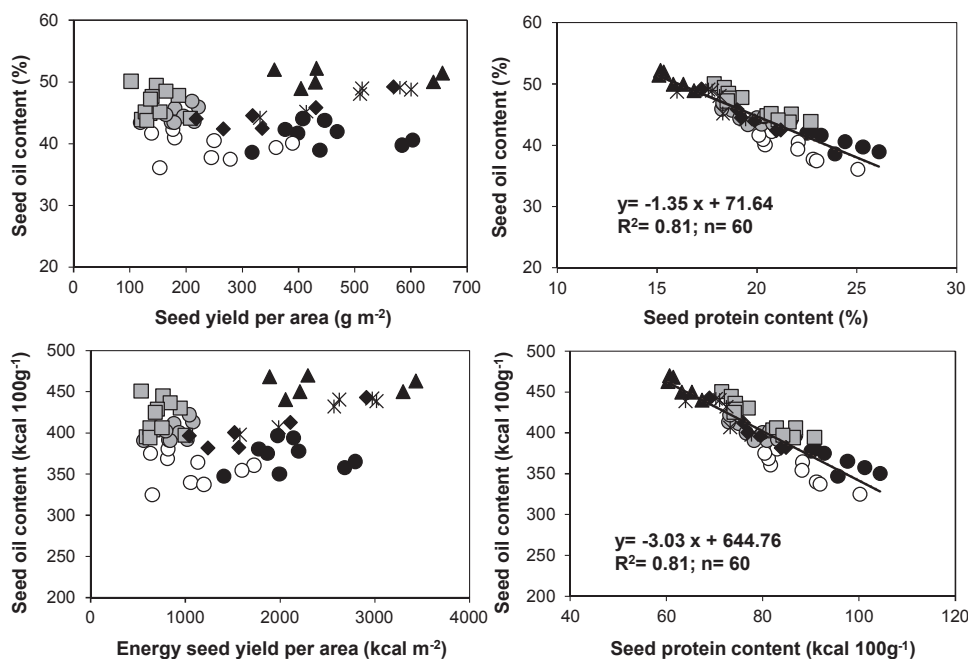 60
50
40
30
20
0 100 200 300 400 500 600 700
Seed oil content (%)
Seed yield per area (g m-2)
60
50
40
30
20
10 15 20 25 30
Seed oil content (%)
Seed protein content (%)
y= -1.35 x + 71.64
R2= 0.81; n= 60
500
450
400
350
300
250
200
0 1000 2000 3000 4000
Seed oil content (kcal 100g-1)
Energy seed yield per area (kcal m-2)
500
450
400
350
300
250
200
40 60 80 100 120
Seed oil content (kcal 100g-1)
Seed protein content (kcal 100g-1)
y= -3.03 x + 644.76
R2= 0.81; n= 60